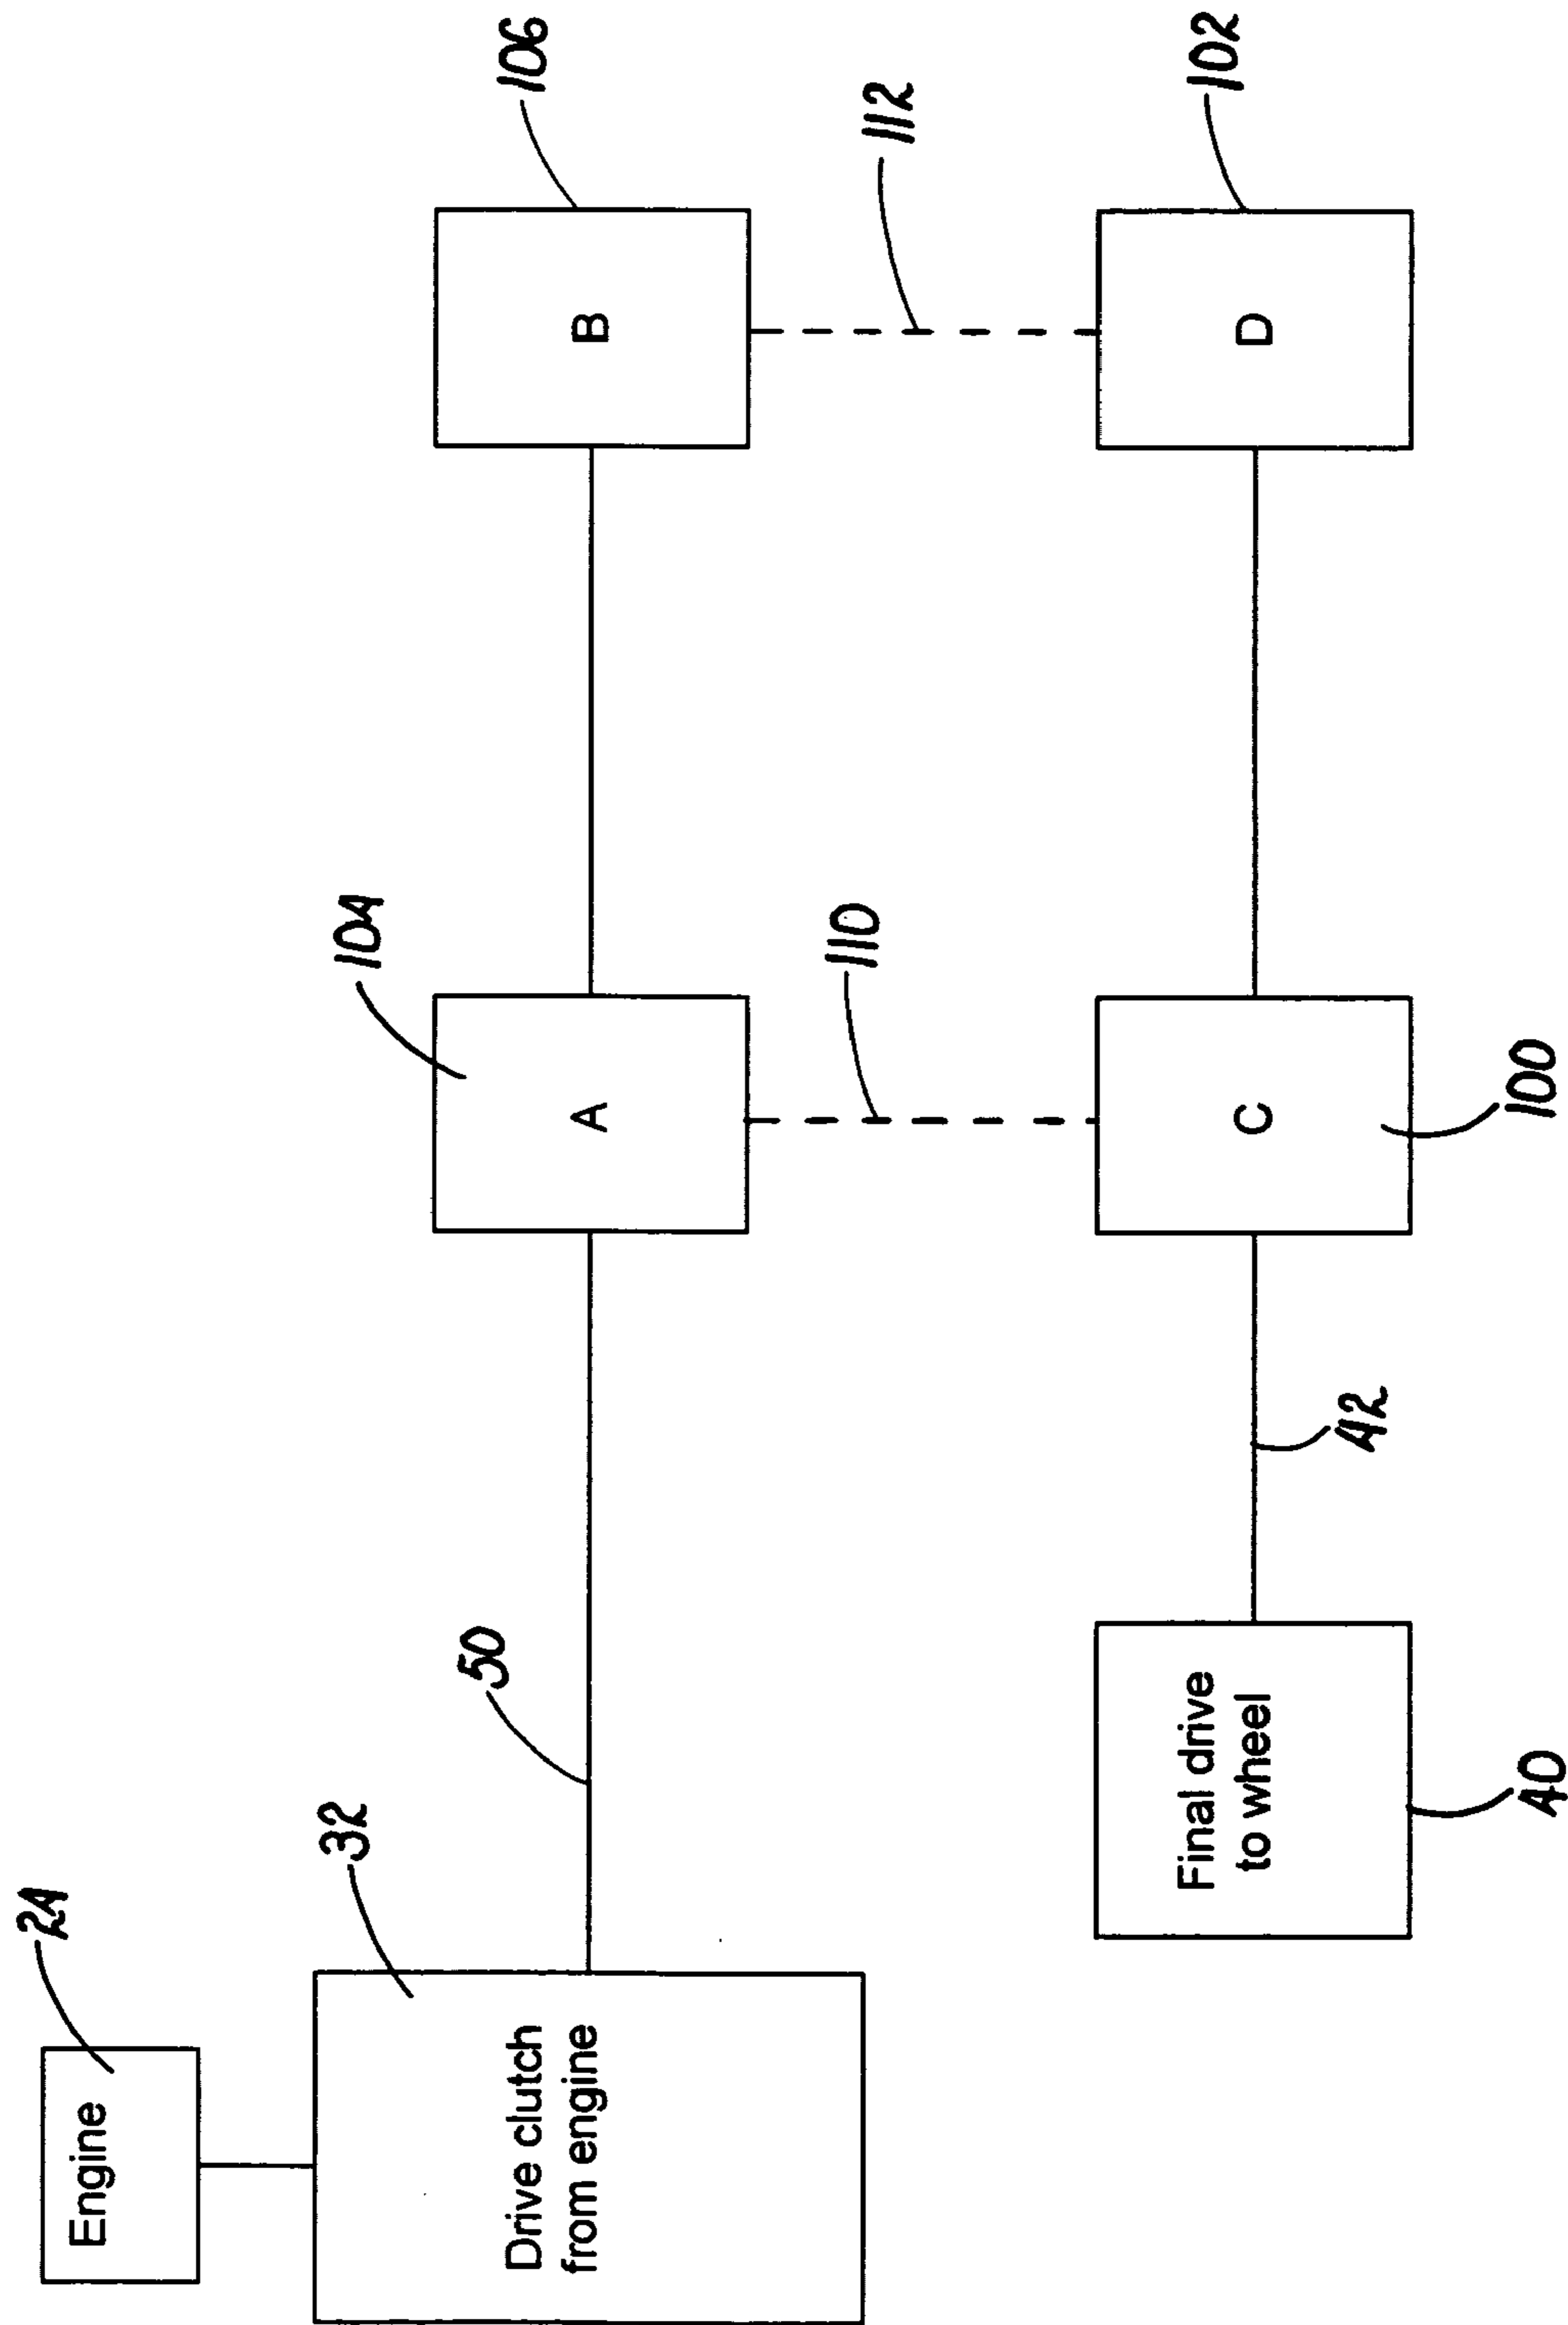 24
Engine
32
Drive clutch
from engine
50
104
A
106
B
110
112
40
Final drive
to wheel
42
100
C
102
D